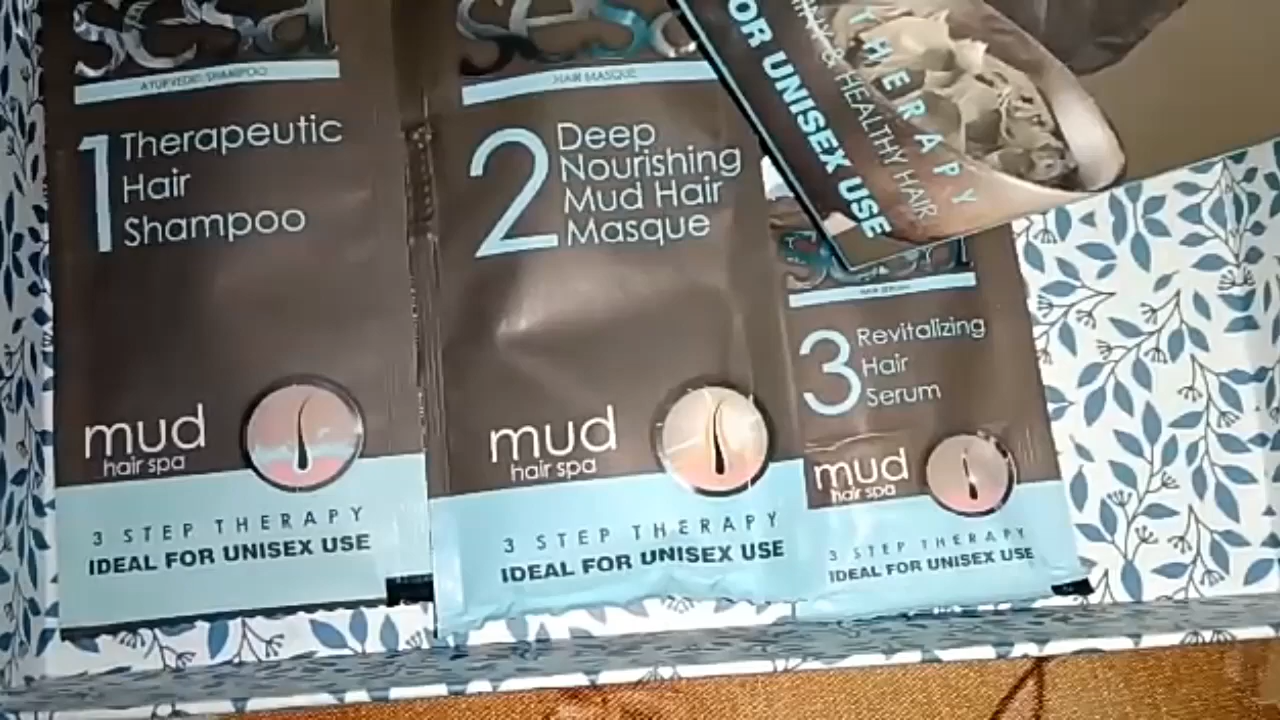 sesa
AYURVEDIC SHAMPOO
1 Therapeutic
Hair
Shampoo
mud
hair spa
3 STEP THERAPY
IDEAL FOR UNISEX USE
sesa
HAIR MASQUE
2 Deep
Nourishing
Mud Hair
Masque
mud
hair spa
3 STEP THERAPY
IDEAL FOR UNISEX USE
sesa
HAIR SERUM
3 Revitalizing
Hair
Serum
mud
hair spa
3 STEP THERAPY
IDEAL FOR UNISEX USE
THERAPY
& HEALTHY HAIR
FOR UNISEX USE